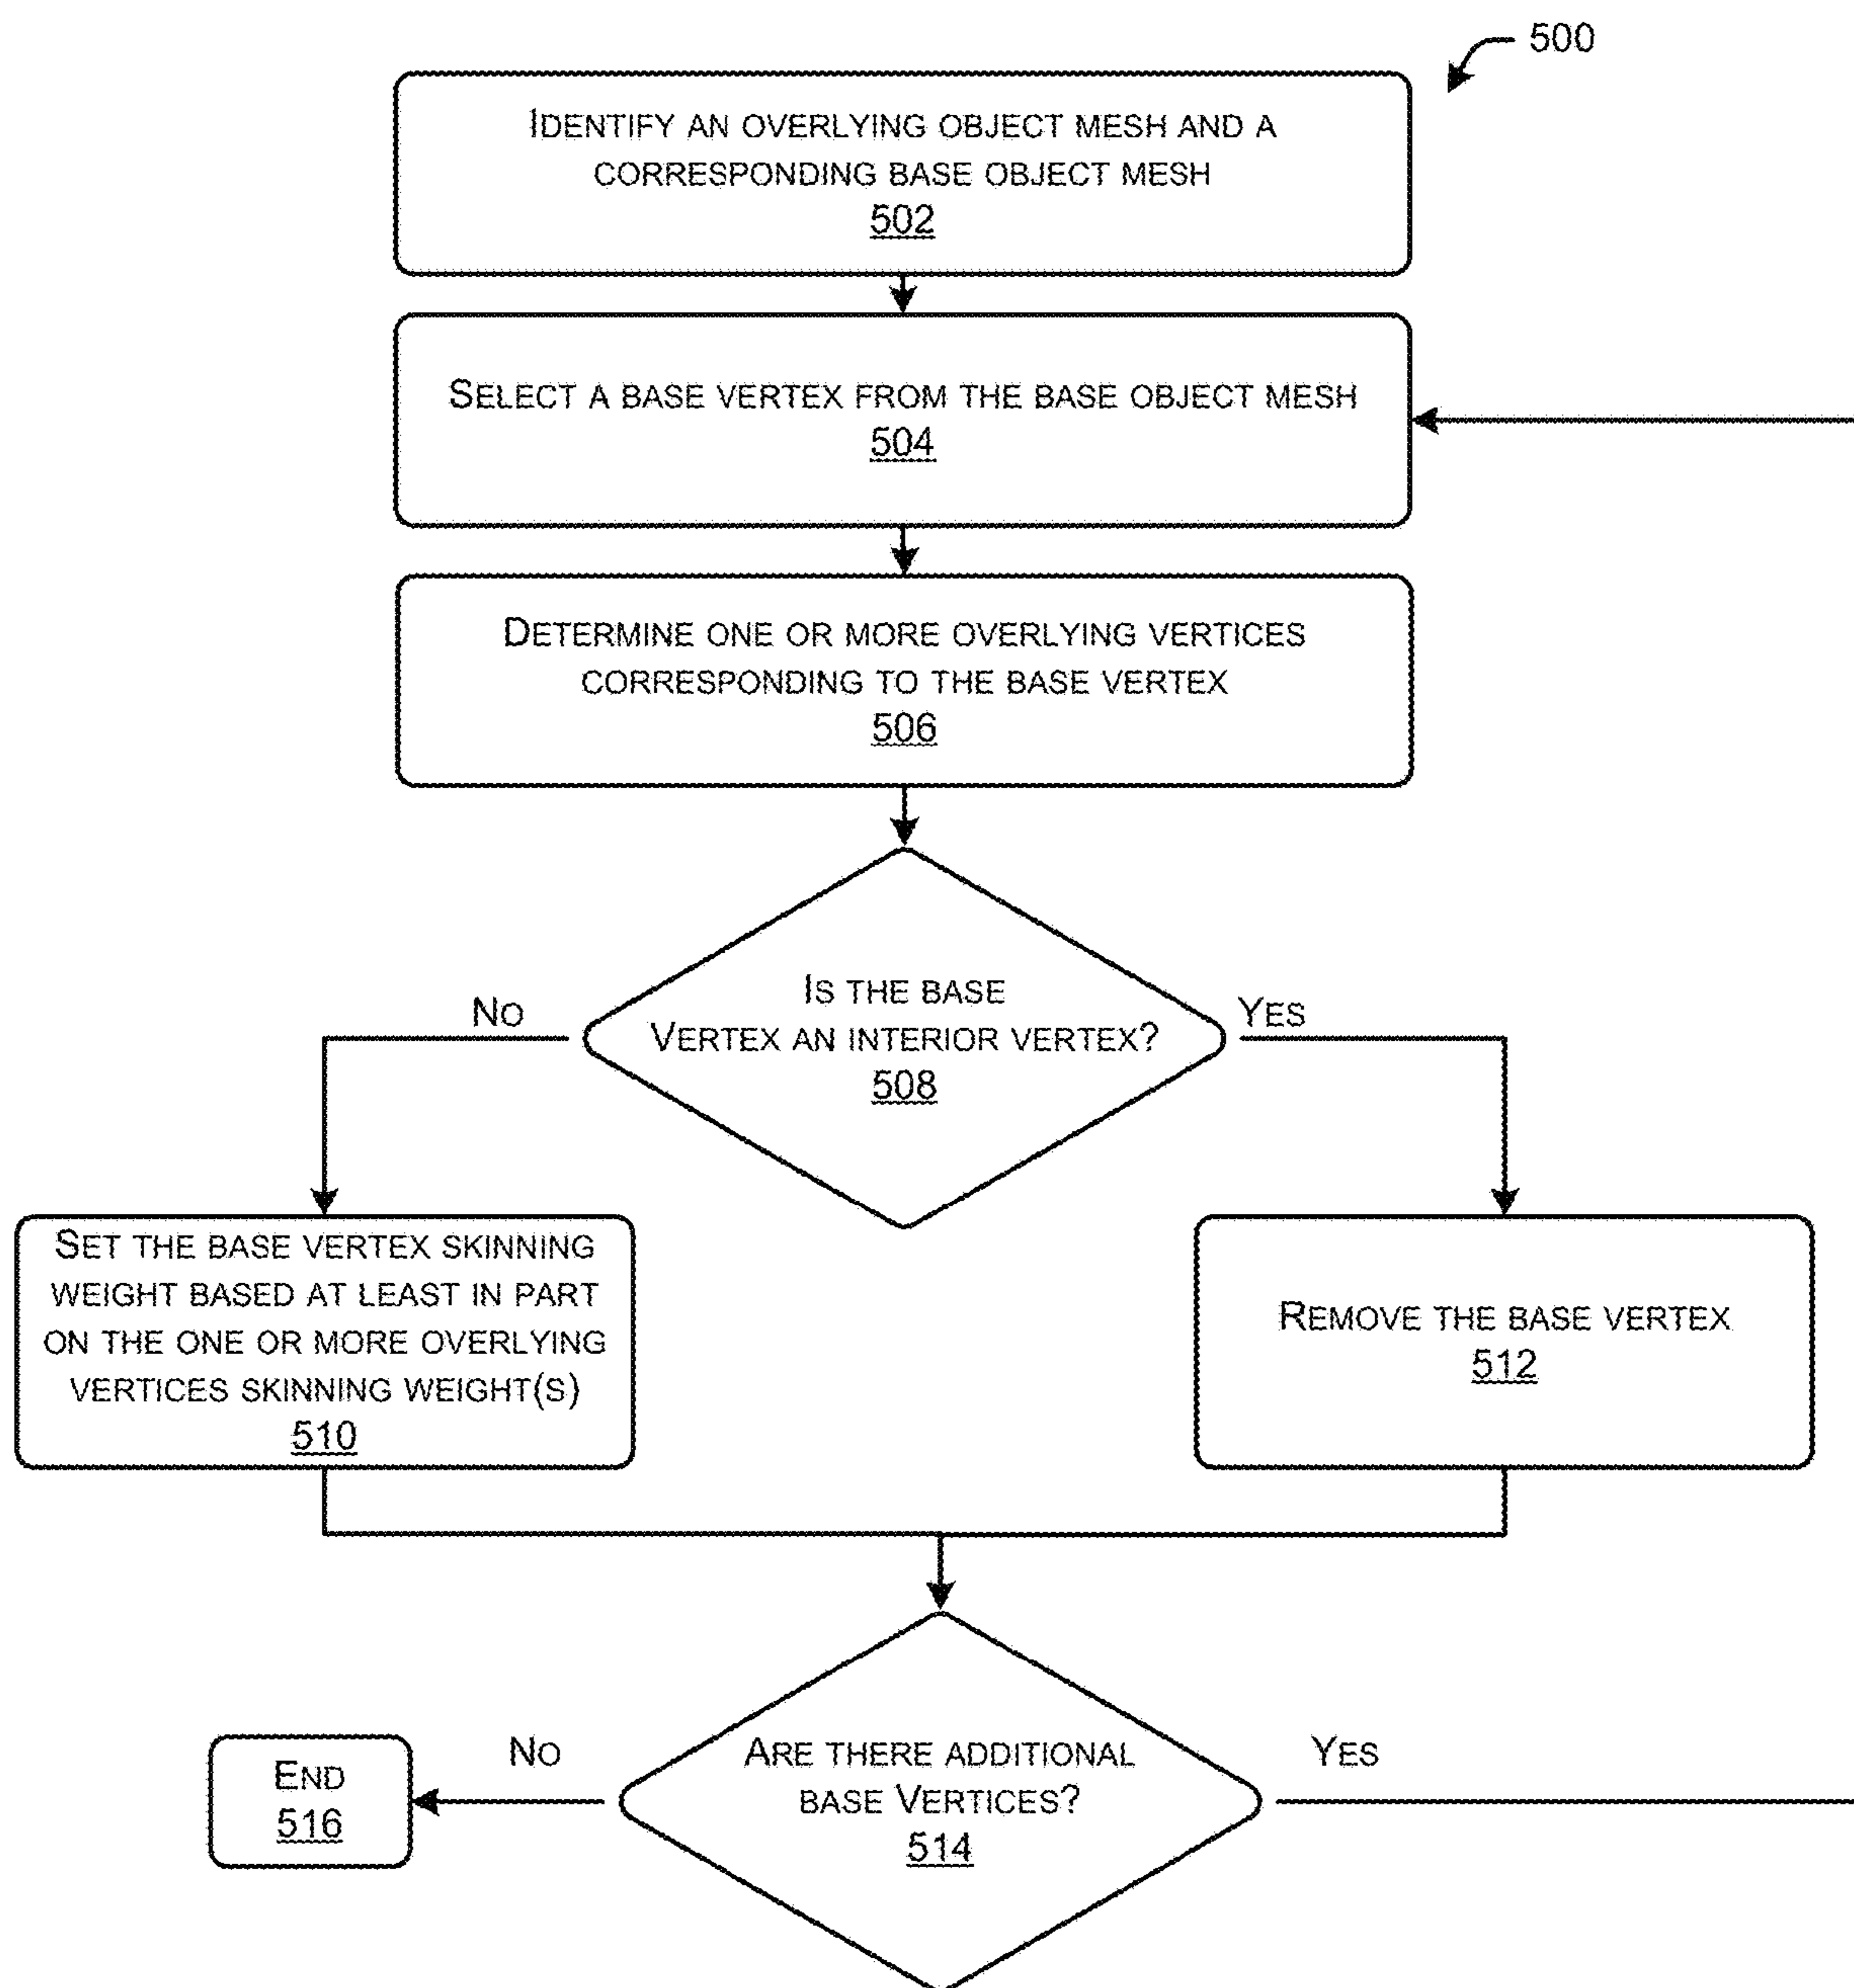 500
IDENTIFY AN OVERLYING OBJECT MESH AND A
CORRESPONDING BASE OBJECT MESH
502
SELECT A BASE VERTEX FROM THE BASE OBJECT MESH
504
DETERMINE ONE OR MORE OVERLYING VERTICES
CORRESPONDING TO THE BASE VERTEX
506
IS THE BASE
VERTEX AN INTERIOR VERTEX?
508
NO
YES
SET THE BASE VERTEX SKINNING
WEIGHT BASED AT LEAST IN PART
ON THE ONE OR MORE OVERLYING
VERTICES SKINNING WEIGHT(S)
510
REMOVE THE BASE VERTEX
512
ARE THERE ADDITIONAL
BASE VERTICES?
514
NO
YES
END
516